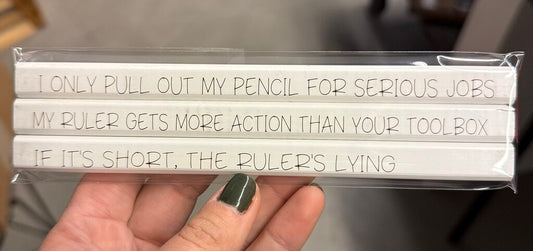 I ONLY PULL OUT MY PENCIL FOR SERIOUS JOBS
MY RULER GETS MORE ACTION THAN YOUR TOOLBOX
IF IT'S SHORT, THE RULER'S LYING